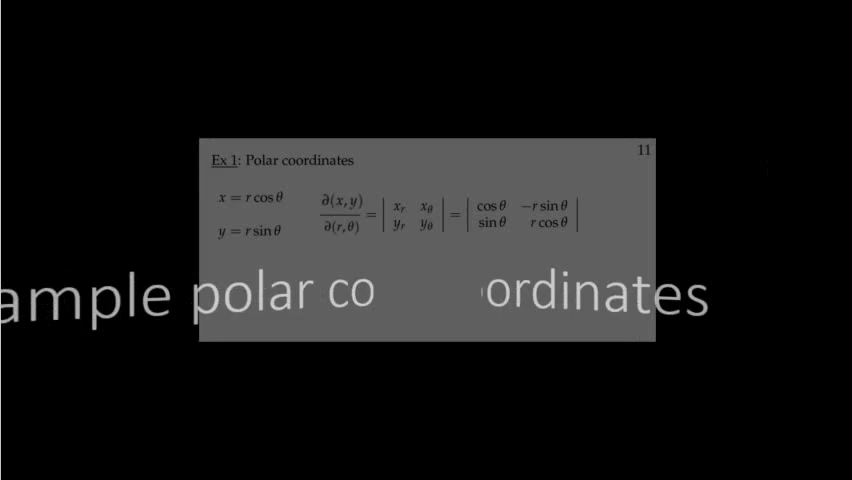 11
Ex 1: Polar coordinates
x = r cos θ
∂(x, y) / ∂(r, θ) = | x_r x_θ | = | cos θ −r sin θ |
y = r sin θ
| y_r y_θ | | sin θ r cos θ |
ample polar co ordinates